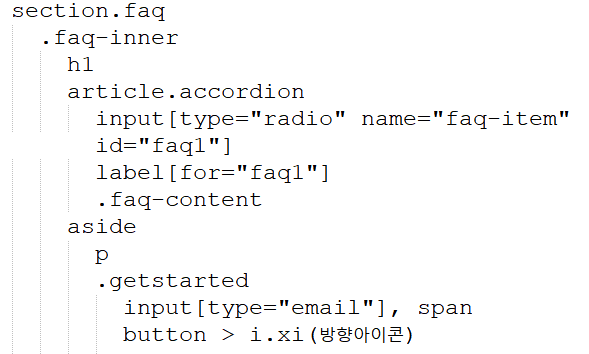 section.faq
.faq-inner
h1
article.accordion
input[type="radio" name="faq-item"
id="faq1"]
label[for="faq1"]
.faq-content
aside
p
.getstarted
input[type="email"], span
button > i.xi(방향아이콘)